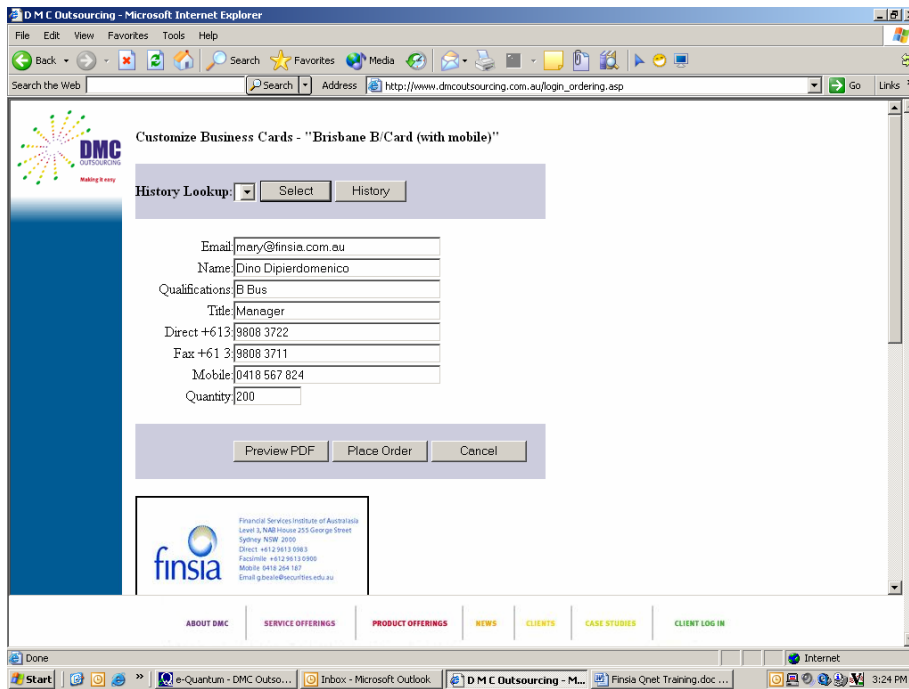 D M C Outsourcing - Microsoft Internet Explorer
File Edit View Favorites Tools Help
Back Search Favorites Media
Search the Web Search Address http://www.dmcoutsourcing.com.au/login_ordering.asp Go Links
DMC
OUTSOURCING
Making it easy
Customize Business Cards - "Brisbane B/Card (with mobile)"
History Lookup: Select History
Email: mary@finsia.com.au
Name: Dino Dipierdomenico
Qualifications: B Bus
Title: Manager
Direct +613: 9808 3722
Fax +61 3: 9808 3711
Mobile: 0418 567 824
Quantity: 200
Preview PDF Place Order Cancel
finsia
Financial Services Institute of Australasia
Level 3, NAB House 255 George Street
Sydney NSW 2000
Direct +61 2 9613 0983
Facsimile +61 2 9613 0900
Mobile 0416 264 187
Email g.beale@securities.edu.au
ABOUT DMC SERVICE OFFERINGS PRODUCT OFFERINGS NEWS CLIENTS CASE STUDIES CLIENT LOG IN
Done Internet
Start e-Quantum - DMC Outso... Inbox - Microsoft Outlook D M C Outsourcing - M... Finsia Qnet Training.doc ... 3:24 PM